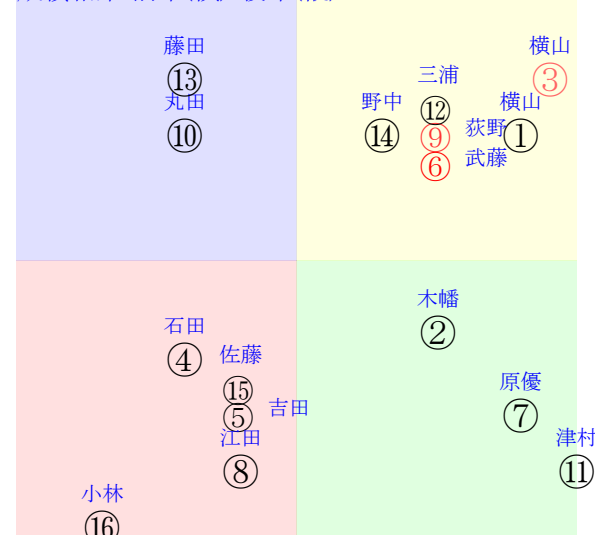 藤田
⑬
丸田
⑩
横山
③
三浦
⑫
野中
⑭
横山
①
荻野
⑨
武藤
⑥
木幡
②
石田
④
佐藤
⑮
吉田
⑤
江田
⑧
原優
⑦
津村
⑪
小林
⑯